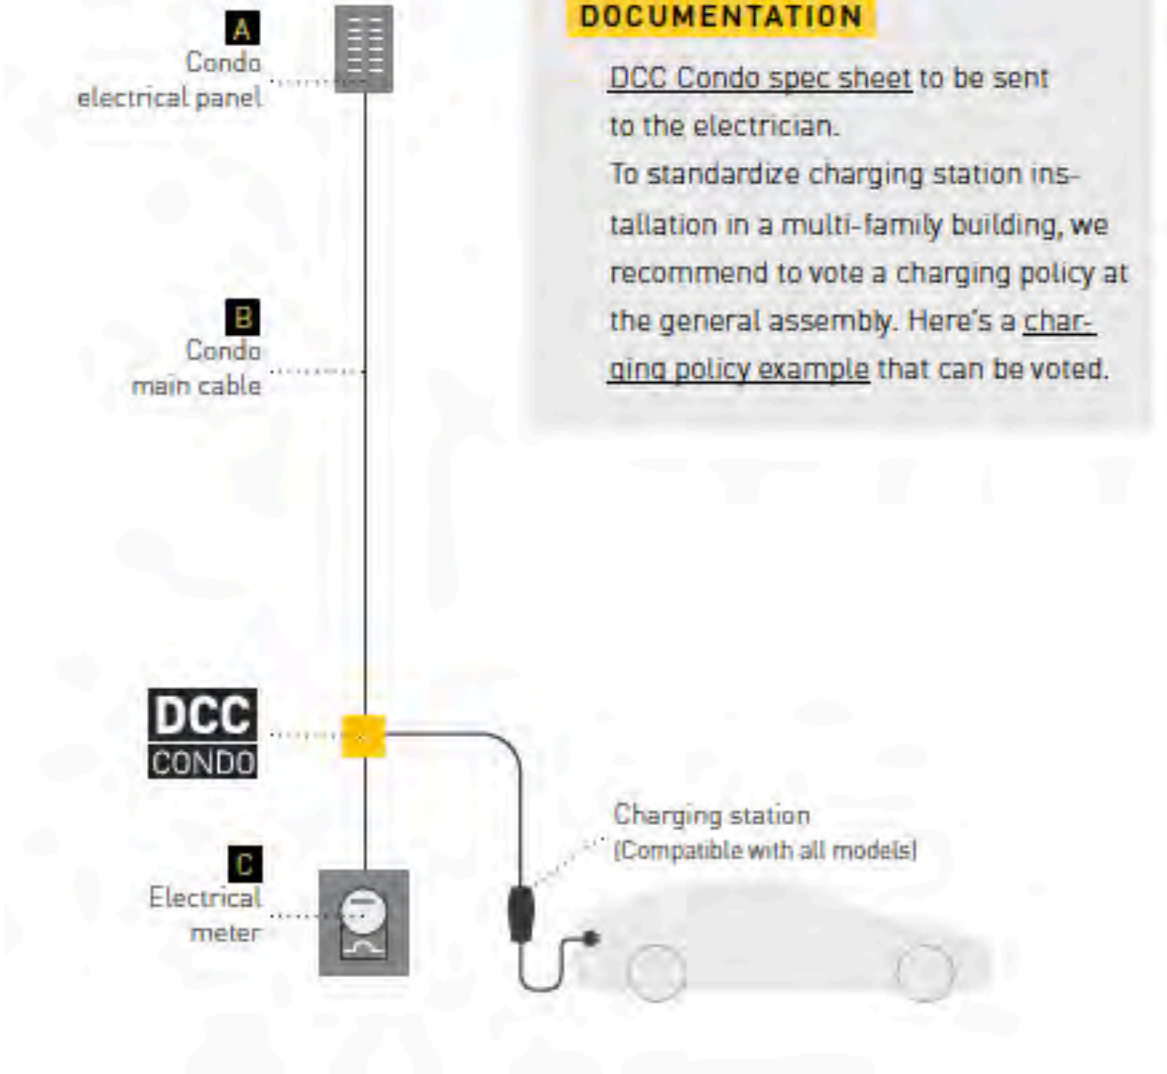 A
Condo
electrical panel
B
Condo
main cable
DCC
CONDO
C
Electrical
meter
Charging station
(Compatible with all models)
DOCUMENTATION
DCC Condo spec sheet to be sent
to the electrician.
To standardize charging station ins-
tallation in a multi-family building, we
recommend to vote a charging policy at
the general assembly. Here's a char-
ging policy example that can be voted.